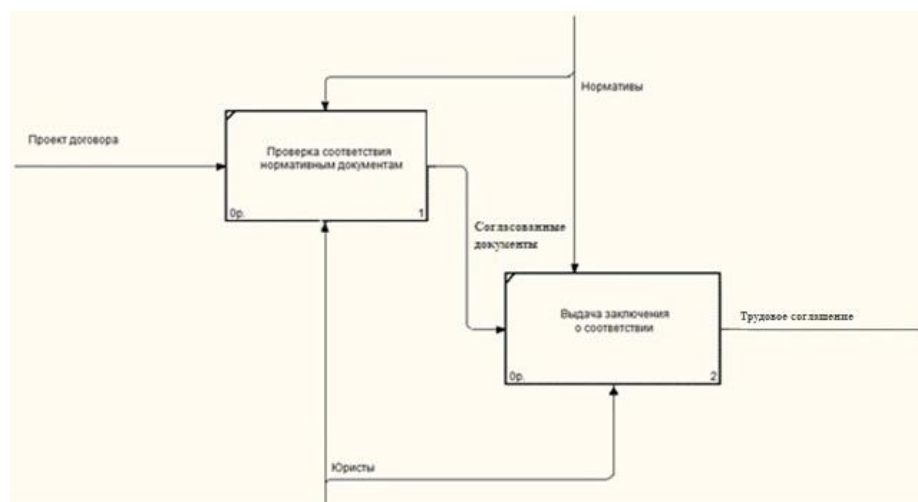 Нормативы
Проект договора
Проверка соответствия
нормативным документам
0р.
1
Согласованные
документы
Выдача заключения
о соответствии
0р.
2
Трудовое соглашение
Юристы